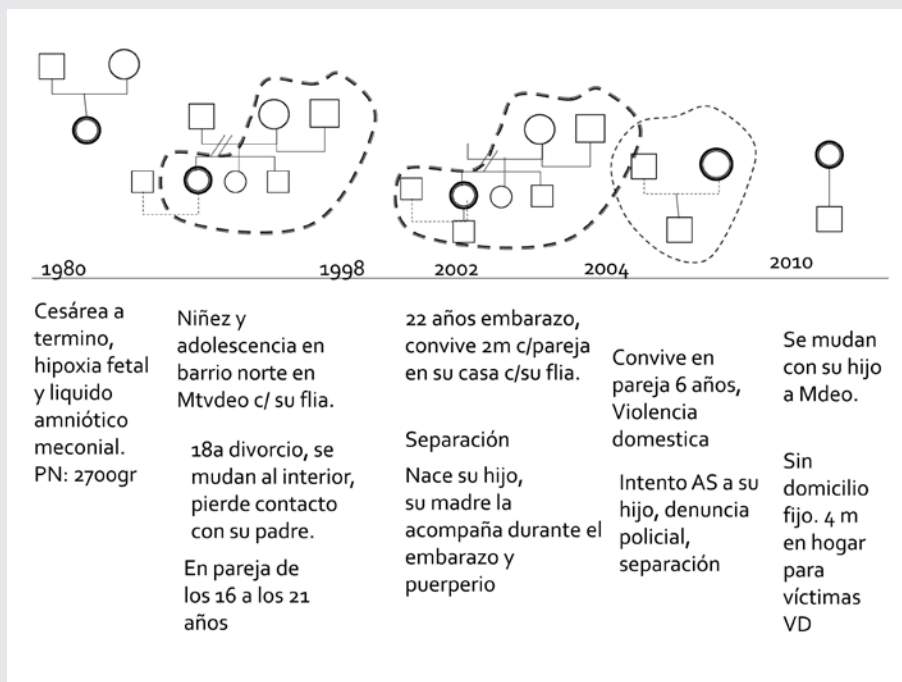 1980
1998
2002
2004
2010
Cesárea a
termino,
hipoxia fetal
y liquido
amniótico
meconial.
PN: 2700gr
Niñez y
adolescencia en
barrio norte en
Mtvdeo c/ su flia.
18a divorcio, se
mudan al interior,
pierde contacto
con su padre.
En pareja de
los 16 a los 21
años
22 años embarazo,
convive 2m c/pareja
en su casa c/su flia.
Separación
Nace su hijo,
su madre la
acompaña durante el
embarazo y
puerperio
Convive en
pareja 6 años,
Violencia
domestica
Intento AS a su
hijo, denuncia
policial,
separación
Se mudan
con su hijo
a Mdeo.
Sin
domicilio
fijo. 4 m
en hogar
para
víctimas
VD